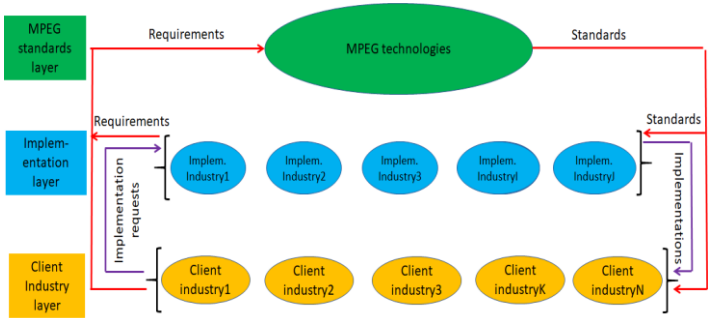 MPEG
standards
layer
Requirements
MPEG technologies
Standards
Implem-
entation
layer
Requirements
Standards
Implem.
Industry1
Implem.
Industry2
Implem.
Industry3
Implem.
IndustryI
Implem.
IndustryJ
Implementation
requests
Implementations
Client
Industry
layer
Client
industry1
Client
industry2
Client
industry3
Client
industryK
Client
industryN